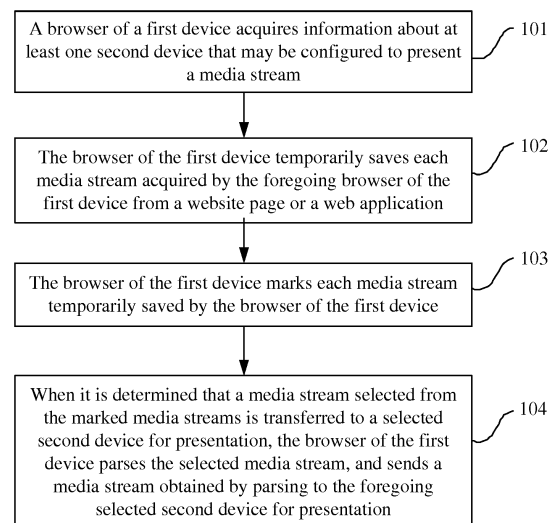 A browser of a first device acquires information about at
least one second device that may be configured to present
a media stream
101
The browser of the first device temporarily saves each
media stream acquired by the foregoing browser of the
first device from a website page or a web application
102
The browser of the first device marks each media stream
temporarily saved by the browser of the first device
103
When it is determined that a media stream selected from
the marked media streams is transferred to a selected
second device for presentation, the browser of the first
device parses the selected media stream, and sends a
media stream obtained by parsing to the foregoing
selected second device for presentation
104